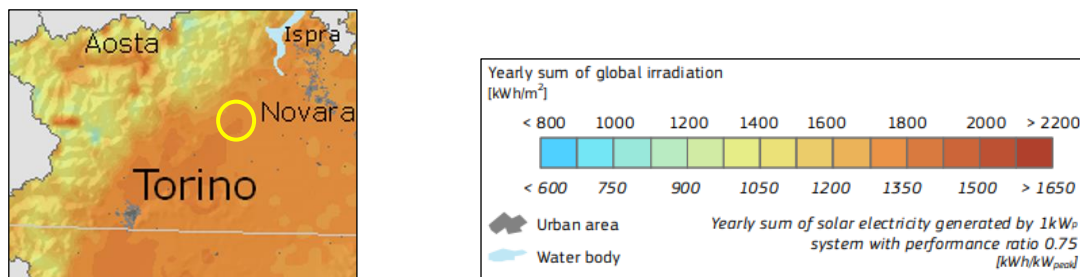 Aosta
Ispra
Novara
Torino
Yearly sum of global irradiation
[kWh/m²]
< 800 1000 1200 1400 1600 1800 2000 > 2200
< 600 750 900 1050 1200 1350 1500 > 1650
Urban area
Water body
Yearly sum of solar electricity generated by 1kWp
system with performance ratio 0.75
[kWh/kWpeak]